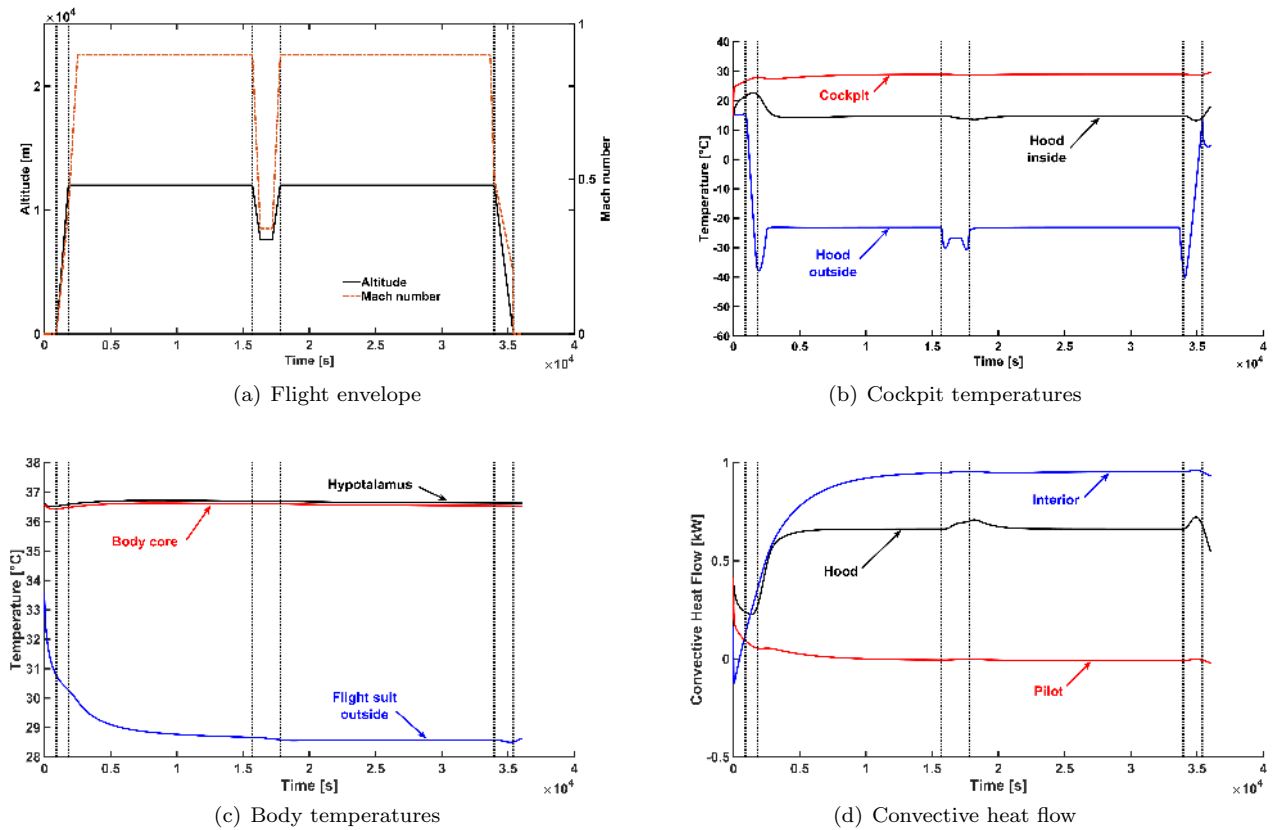 ×10⁴
2
1
0
Altitude [m]
1
0.5
0
Mach number
Altitude
Mach number
0 0.5 1 1.5 2 2.5 3 3.5 4
Time [s]
×10⁴
(a) Flight envelope
40
30
20
10
0
-10
-20
-30
-40
-50
-60
Temperature [°C]
Cockpit
Hood
inside
Hood
outside
0 0.5 1 1.5 2 2.5 3 3.5 4
Time [s]
×10⁴
(b) Cockpit temperatures
38
37
36
35
34
33
32
31
30
29
28
Temperature [°C]
Hypotalamus
Body core
Flight suit
outside
0 0.5 1 1.5 2 2.5 3 3.5 4
Time [s]
×10⁴
(c) Body temperatures
1
0.5
0
-0.5
Convective Heat Flow [kW]
Interior
Hood
Pilot
0 0.5 1 1.5 2 2.5 3 3.5 4
Time [s]
×10⁴
(d) Convective heat flow